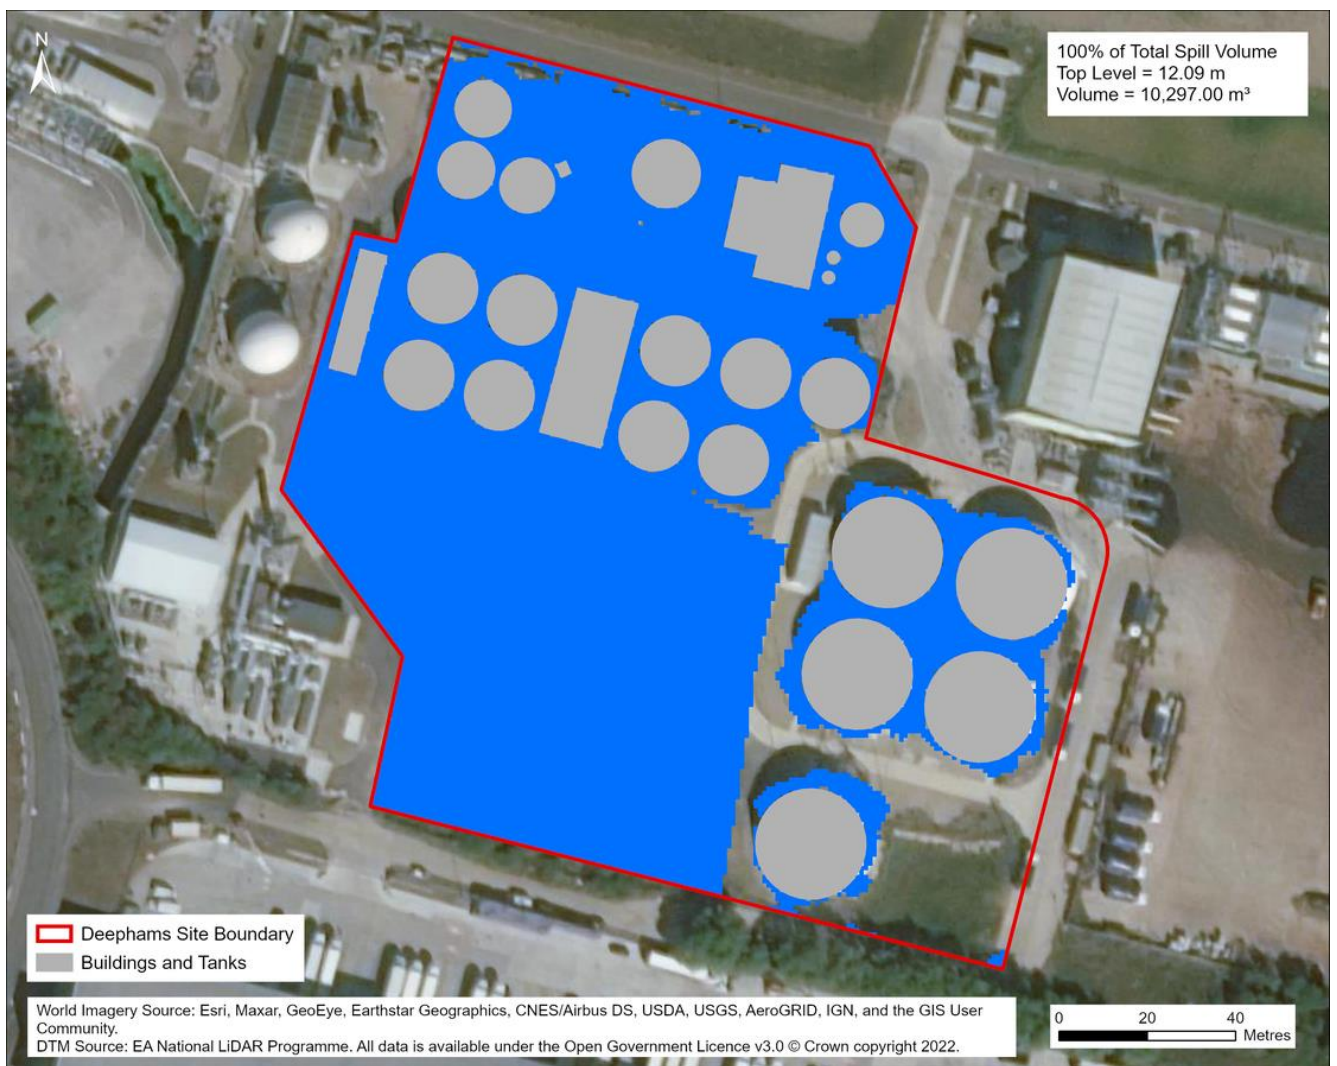 N
100% of Total Spill Volume
Top Level = 12.09 m
Volume = 10,297.00 m³
Deephams Site Boundary
Buildings and Tanks
World Imagery Source: Esri, Maxar, GeoEye, Earthstar Geographics, CNES/Airbus DS, USDA, USGS, AeroGRID, IGN, and the GIS User
Community.
DTM Source: EA National LiDAR Programme. All data is available under the Open Government Licence v3.0 © Crown copyright 2022.
0 20 40
Metres